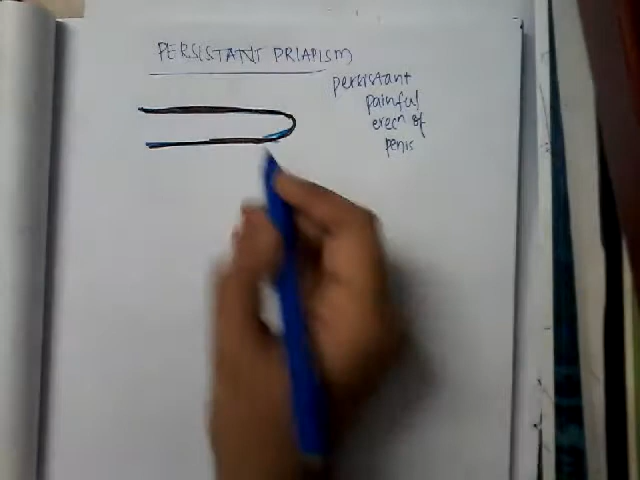 PERSISTANT PRIAPISM
persistant
painful
erecn of
penis